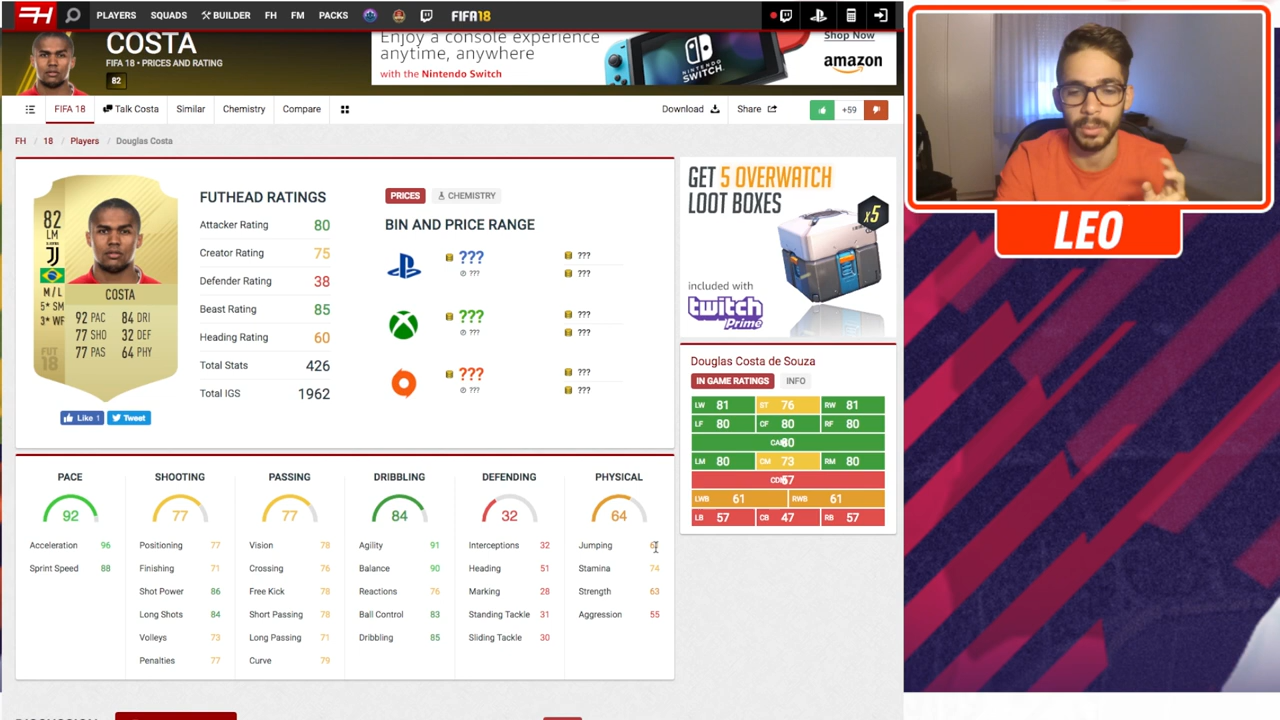 PLAYERS SQUADS BUILDER FH FM PACKS FIFA18
COSTA
FIFA 18 • PRICES AND RATING
82
Enjoy a console experience
anytime, anywhere
with the Nintendo Switch
NINTENDO
SWITCH
Shop Now
amazon
FIFA 18 Talk Costa Similar Chemistry Compare Download Share +59
FH / 18 / Players / Douglas Costa
82
LM
M / L
5* SM
3* WF
FUT
18
COSTA
92 PAC 84 DRI
77 SHO 32 DEF
77 PAS 64 PHY
Like 1 Tweet
FUTHEAD RATINGS
Attacker Rating 80
Creator Rating 75
Defender Rating 38
Beast Rating 85
Heading Rating 60
Total Stats 426
Total IGS 1962
PRICES CHEMISTRY
BIN AND PRICE RANGE
??? ???
??? ???
??? ???
??? ???
??? ???
??? ???
GET 5 OVERWATCH
LOOT BOXES
x5
included with
twitch
Prime
Douglas Costa de Souza
IN GAME RATINGS INFO
LW 81 ST 76 RW 81
LF 80 CF 80 RF 80
CAM 80
LM 80 CM 73 RM 80
CDM 57
LWB 61 RWB 61
LB 57 CB 47 RB 57
PACE
92
Acceleration 96
Sprint Speed 88
SHOOTING
77
Positioning 77
Finishing 71
Shot Power 86
Long Shots 84
Volleys 73
Penalties 77
PASSING
77
Vision 78
Crossing 76
Free Kick 78
Short Passing 78
Long Passing 71
Curve 79
DRIBBLING
84
Agility 91
Balance 90
Reactions 76
Ball Control 83
Dribbling 85
DEFENDING
32
Interceptions 32
Heading 51
Marking 28
Standing Tackle 31
Sliding Tackle 30
PHYSICAL
64
Jumping
Stamina 74
Strength 63
Aggression 55
LEO